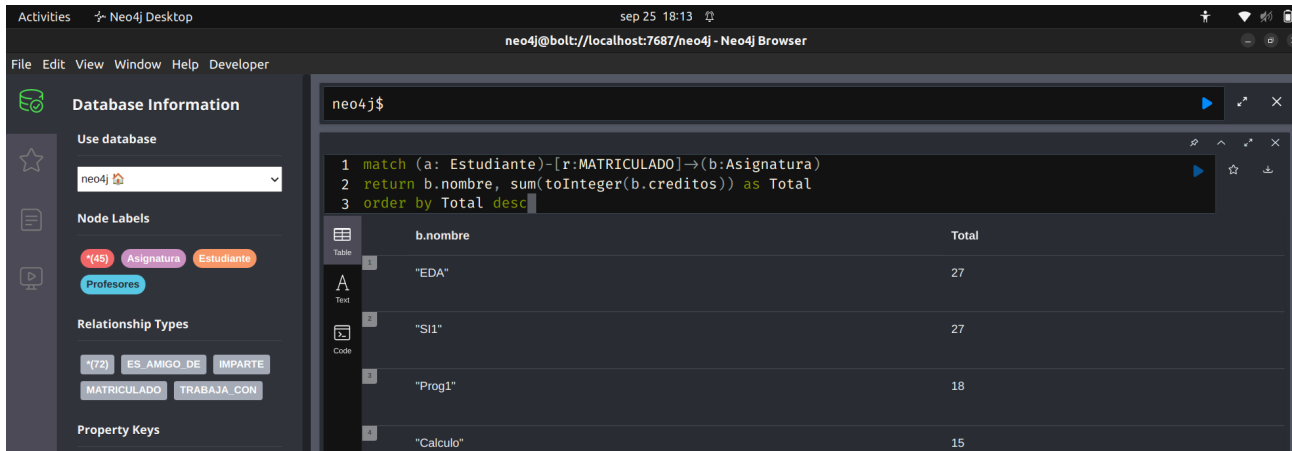 Activities Neo4j Desktop sep 25 18:13
neo4j@bolt://localhost:7687/neo4j - Neo4j Browser
File Edit View Window Help Developer
Database Information
Use database
neo4j
Node Labels
*(45) Asignatura Estudiante
Profesores
Relationship Types
*(72) ES_AMIGO_DE IMPARTE
MATRICULADO TRABAJA_CON
Property Keys
neo4j$
1 match (a: Estudiante)-[r:MATRICULADO]→(b:Asignatura)
2 return b.nombre, sum(toInteger(b.creditos)) as Total
3 order by Total desc
Table
A
Text
Code
b.nombre Total
1
"EDA" 27
2
"SI1" 27
3
"Prog1" 18
4
"Calculo" 15